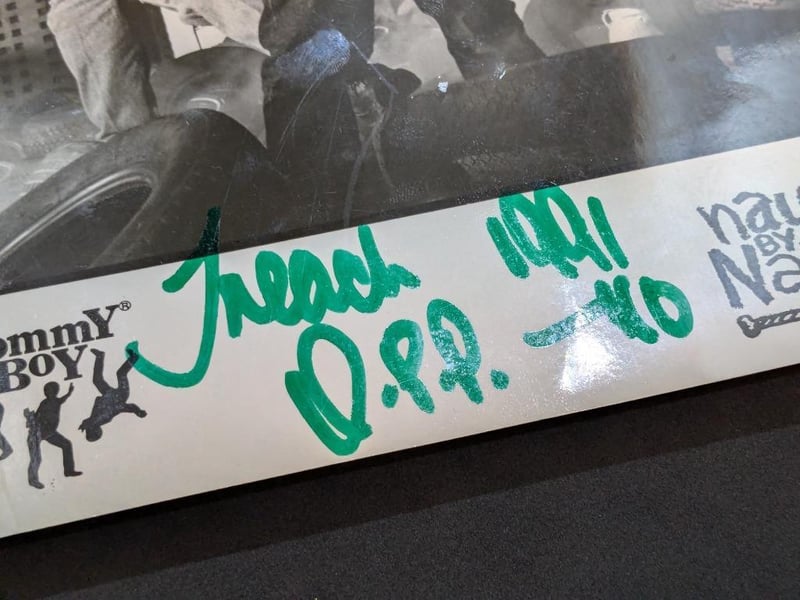 ommY®
BOY
Treach 1991
O.P.P. -40
nau
BY
Na